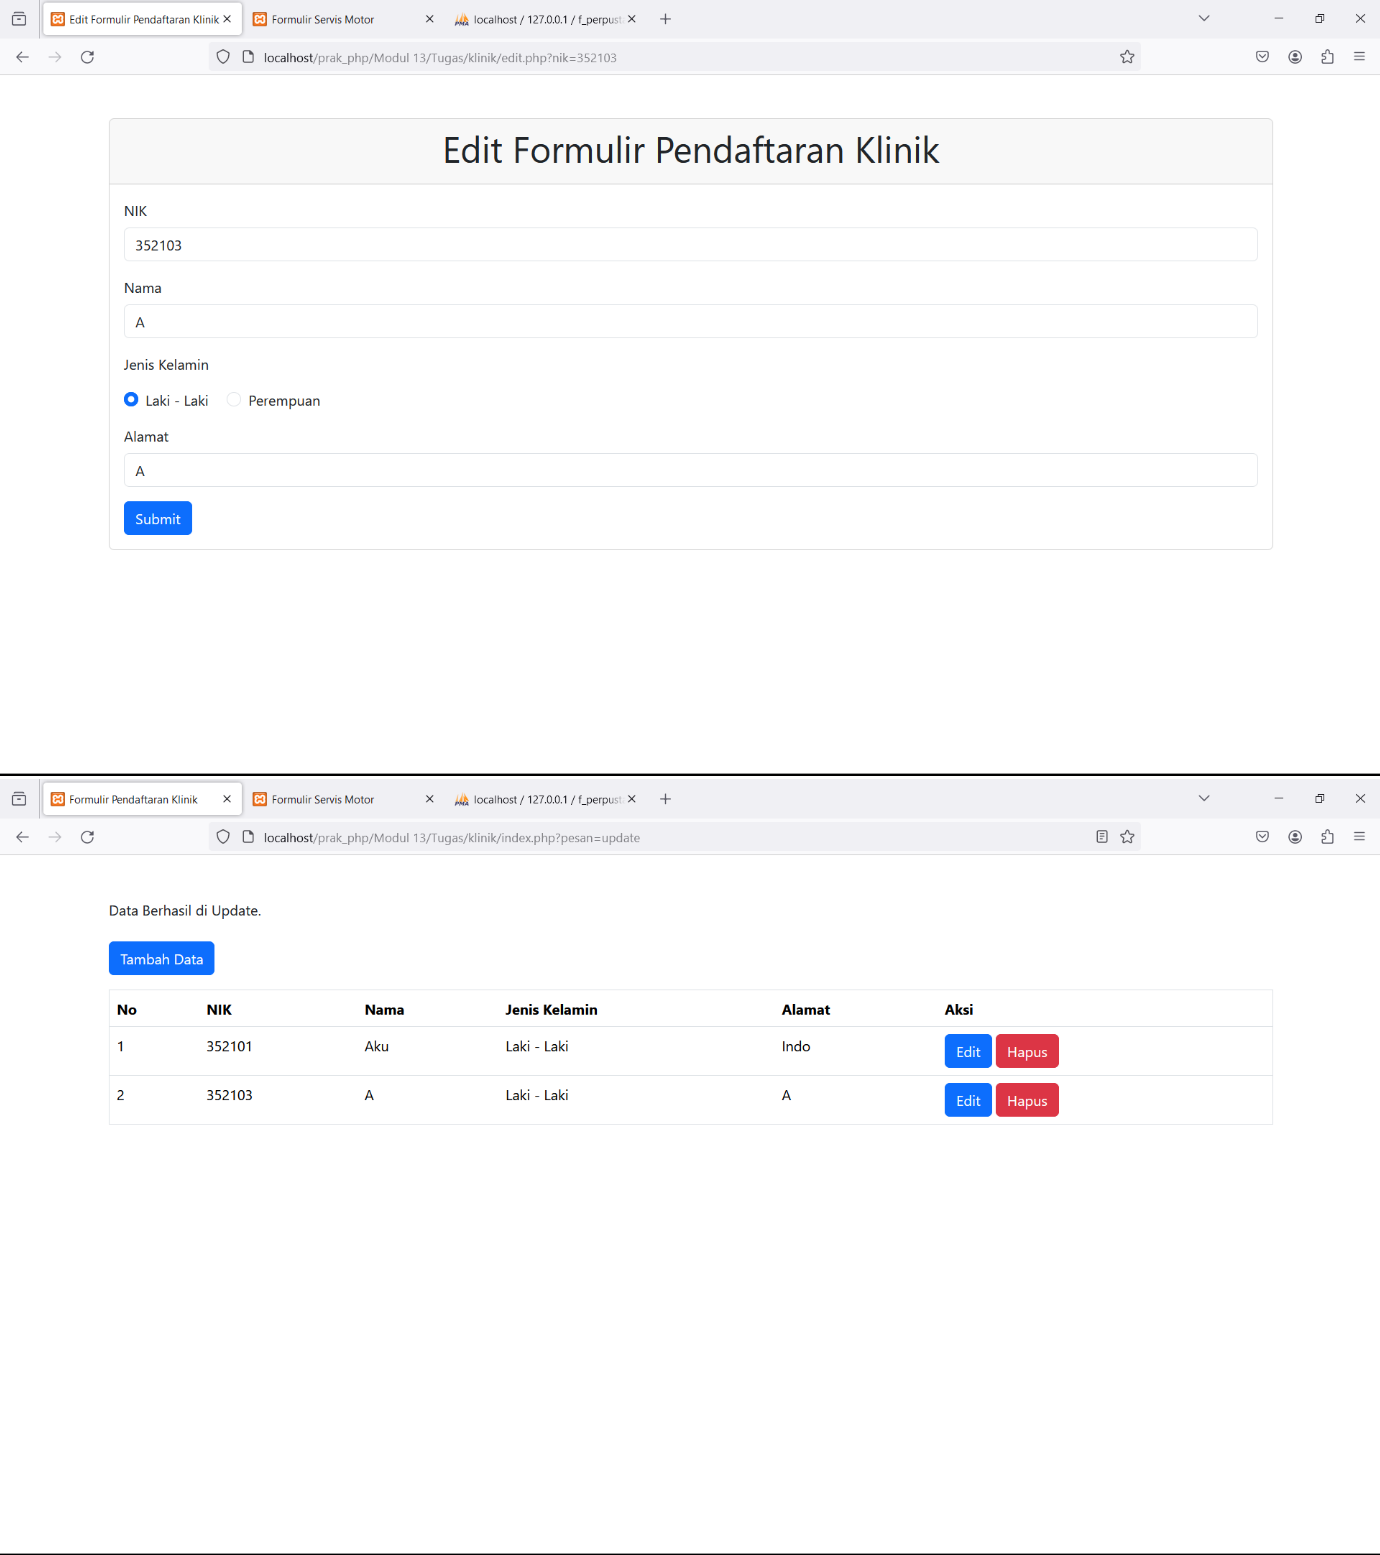 Edit Formulir Pendaftaran Klinik
Formulir Servis Motor
localhost / 127.0.0.1 / f_perpust
localhost/prak_php/Modul 13/Tugas/klinik/edit.php?nik=352103
Edit Formulir Pendaftaran Klinik
NIK
352103
Nama
A
Jenis Kelamin
Laki - Laki Perempuan
Alamat
A
Submit
Formulir Pendaftaran Klinik
Formulir Servis Motor
localhost / 127.0.0.1 / f_perpust
localhost/prak_php/Modul 13/Tugas/klinik/index.php?pesan=update
Data Berhasil di Update.
Tambah Data
No NIK Nama Jenis Kelamin Alamat Aksi
1 352101 Aku Laki - Laki Indo Edit Hapus
2 352103 A Laki - Laki A Edit Hapus